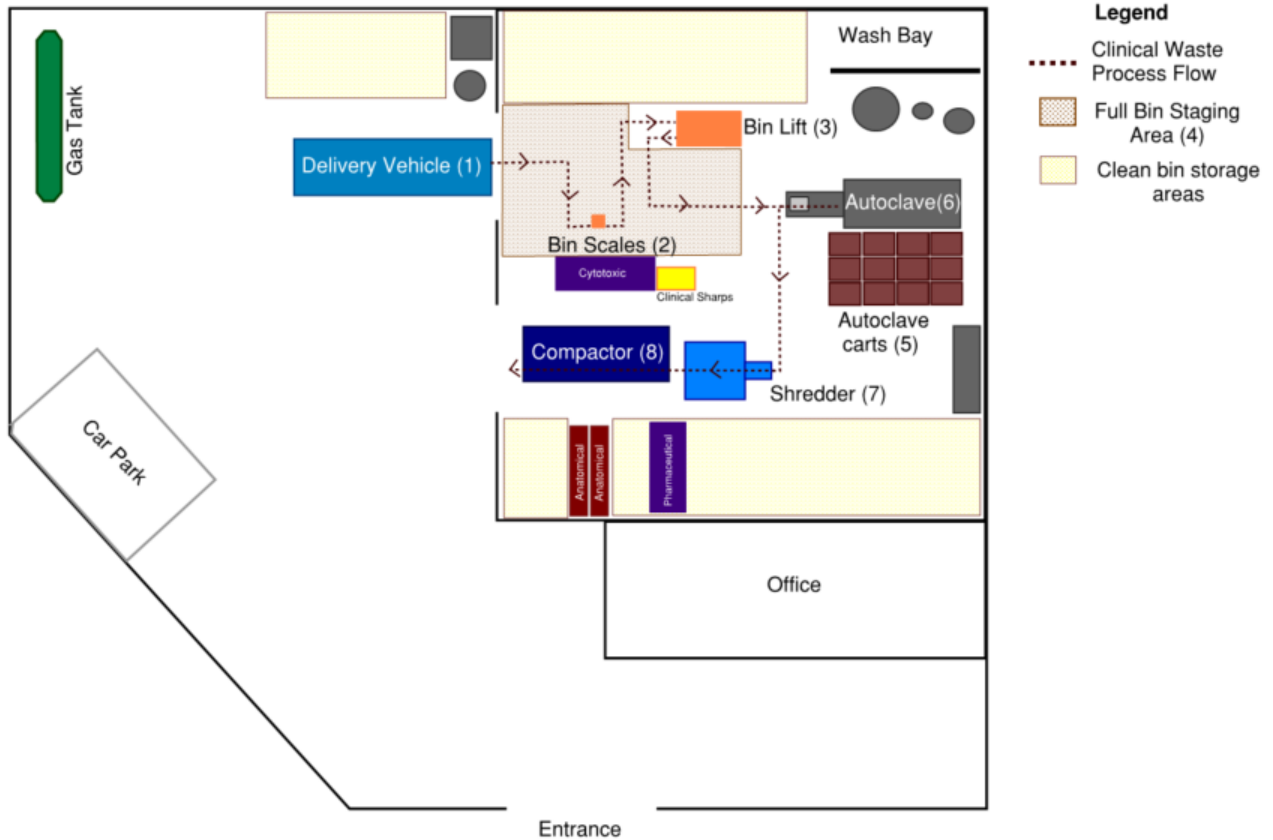 Legend
Clinical Waste
Process Flow
Full Bin Staging
Area (4)
Clean bin storage
areas
Gas Tank
Wash Bay
Delivery Vehicle (1)
Bin Lift (3)
Bin Scales (2)
Autoclave(6)
Cytotoxic
Clinical Sharps
Autoclave
carts (5)
Compactor (8)
Shredder (7)
Car Park
Anatomical
Anatomical
Pharmaceutical
Office
Entrance